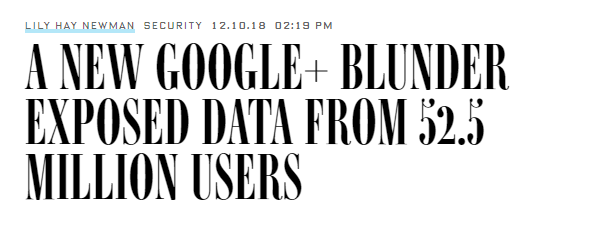 LILY HAY NEWMAN SECURITY 12.10.18 02:19 PM
A NEW GOOGLE+ BLUNDER
EXPOSED DATA FROM 52.5
MILLION USERS